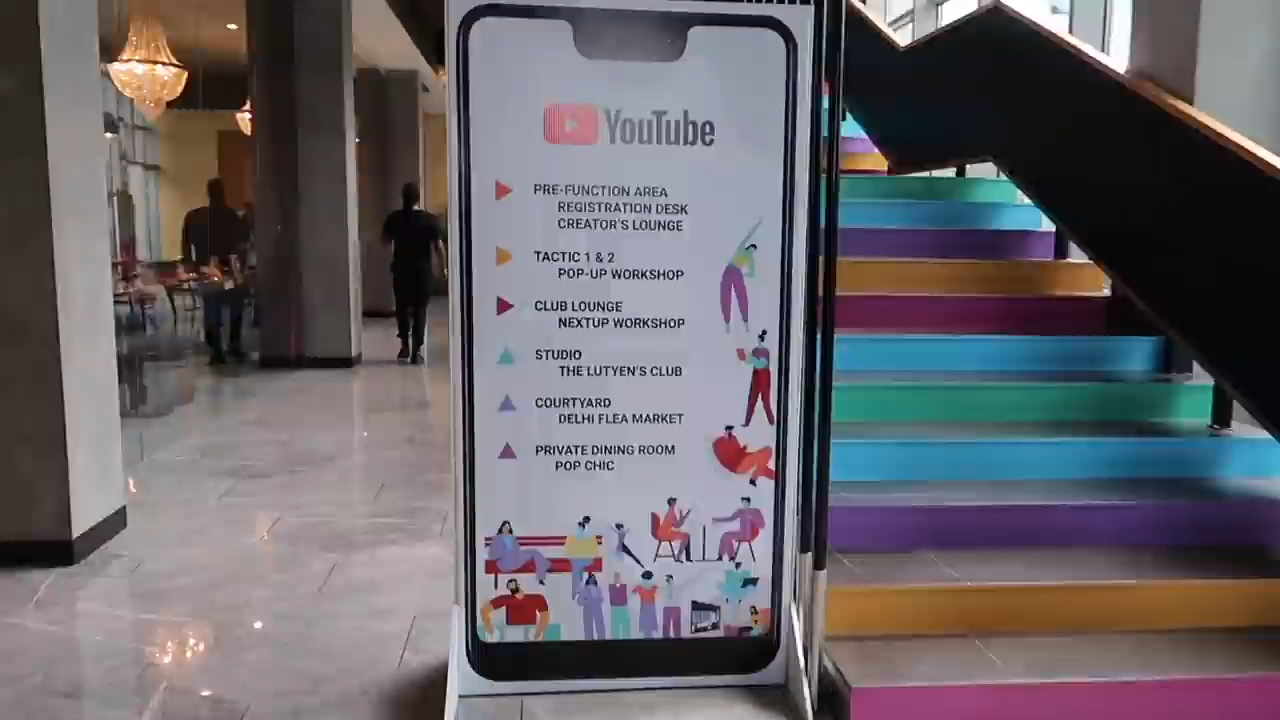 YouTube
PRE-FUNCTION AREA
REGISTRATION DESK
CREATOR'S LOUNGE
TACTIC 1 & 2
POP-UP WORKSHOP
CLUB LOUNGE
NEXTUP WORKSHOP
STUDIO
THE LUTYEN'S CLUB
COURTYARD
DELHI FLEA MARKET
PRIVATE DINING ROOM
POP CHIC